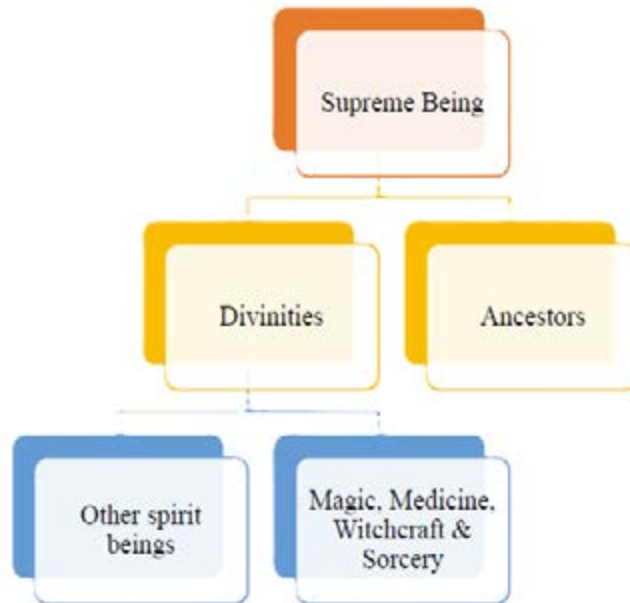 Supreme Being
Divinities
Ancestors
Other spirit
beings
Magic, Medicine,
Witchcraft &
Sorcery